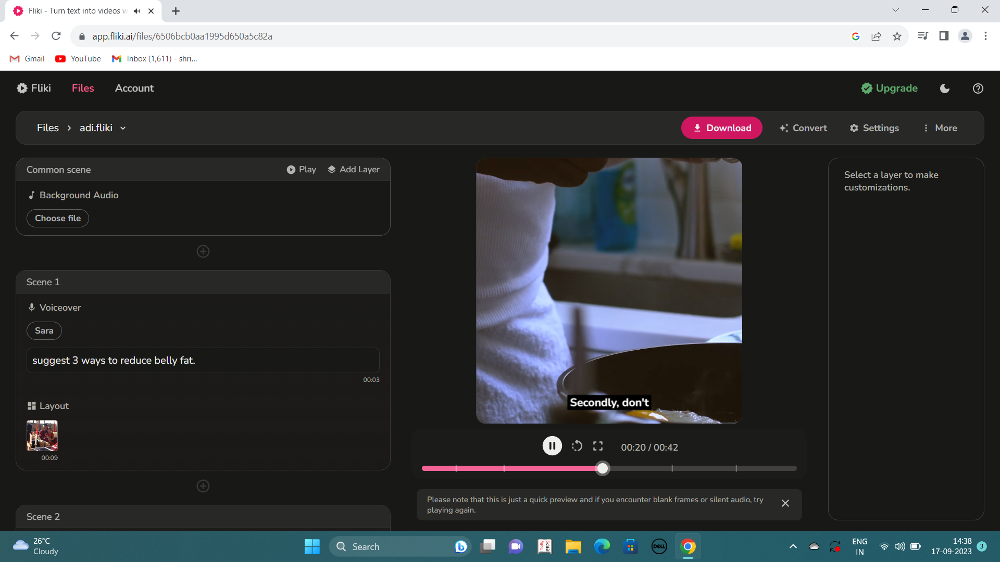 Fliki - Turn text into videos w
app.fliki.ai/files/6506bcb0aa1995d650a5c82a
Gmail
YouTube
Inbox (1,611) - shri...
Fliki
Files
Account
Upgrade
Files > adi.fliki
Download
Convert
Settings
More
Common scene
Play
Add Layer
Background Audio
Choose file
Scene 1
Voiceover
Sara
suggest 3 ways to reduce belly fat.
00:03
Layout
00:09
Scene 2
Secondly, don't
00:20 / 00:42
Please note that this is just a quick preview and if you encounter blank frames or silent audio, try
playing again.
Select a layer to make
customizations.
26°C
Cloudy
Search
Tally
ERP9
DELL
ENG
IN
14:38
17-09-2023
3